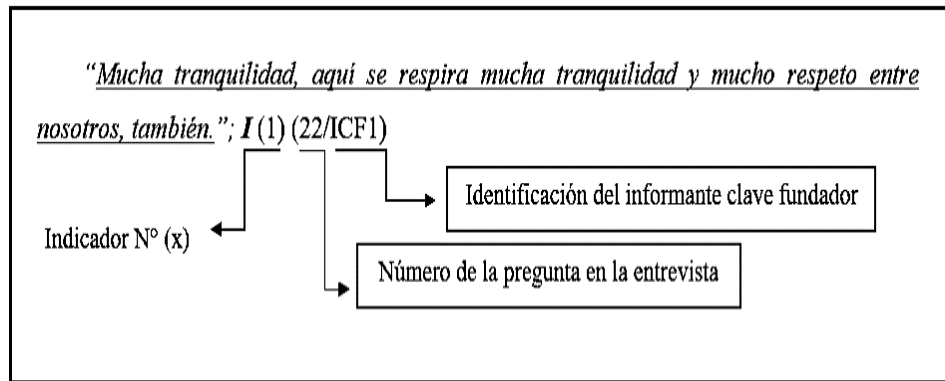 “Mucha tranquilidad, aquí se respira mucha tranquilidad y mucho respeto entre
nosotros, también.”; I (1) (22/ICF1)
Identificación del informante clave fundador
Indicador N° (x)
Número de la pregunta en la entrevista